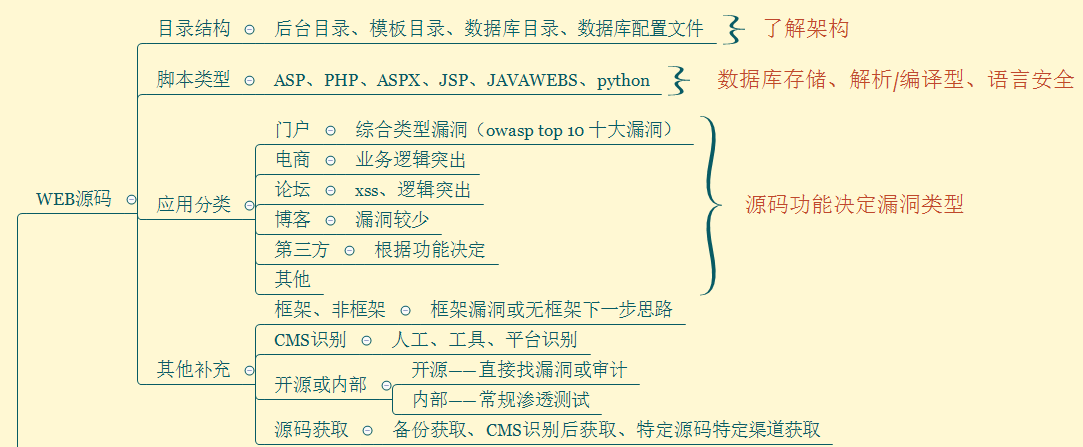 目录结构 后台目录、模板目录、数据库目录、数据库配置文件 了解架构
脚本类型 ASP、PHP、ASPX、JSP、JAVAWEBS、python 数据库存储、解析/编译型、语言安全
门户 综合类型漏洞（owasp top 10 十大漏洞）
电商 业务逻辑突出
WEB源码
应用分类
论坛 xss、逻辑突出
源码功能决定漏洞类型
博客 漏洞较少
第三方 根据功能决定
其他
框架、非框架 框架漏洞或无框架下一步思路
CMS识别 人工、工具、平台识别
其他补充
开源或内部
开源——直接找漏洞或审计
内部——常规渗透测试
源码获取 备份获取、CMS识别后获取、特定源码特定渠道获取